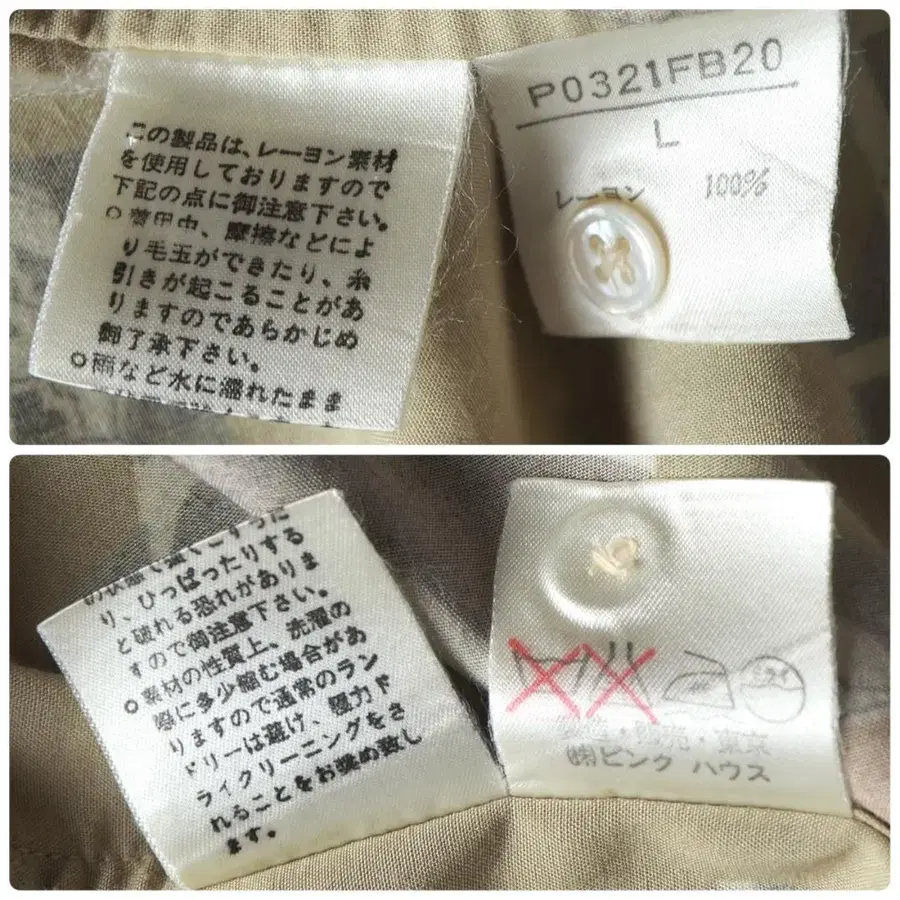 この製品は、レーヨン素材
を使用しておりますので
下記の点に御注意下さい。
○着用中、摩擦などによ
り毛玉ができたり、糸
引きが起こることがあ
りますのであらかじめ
御了承下さい。
○雨など水に濡れたまま
P0321FB20
L
レーヨン 100%
り、ひっぱったりする
と破れる恐れがありま
すので御注意下さい。
○素材の性質上、洗濯の
際に多少縮む場合があ
りますので通常のラン
ドリーは避け、強力ド
ライクリーニングをさ
れることをお奨め致し
ます。
・販売・東京
㈱ピンク ハウス